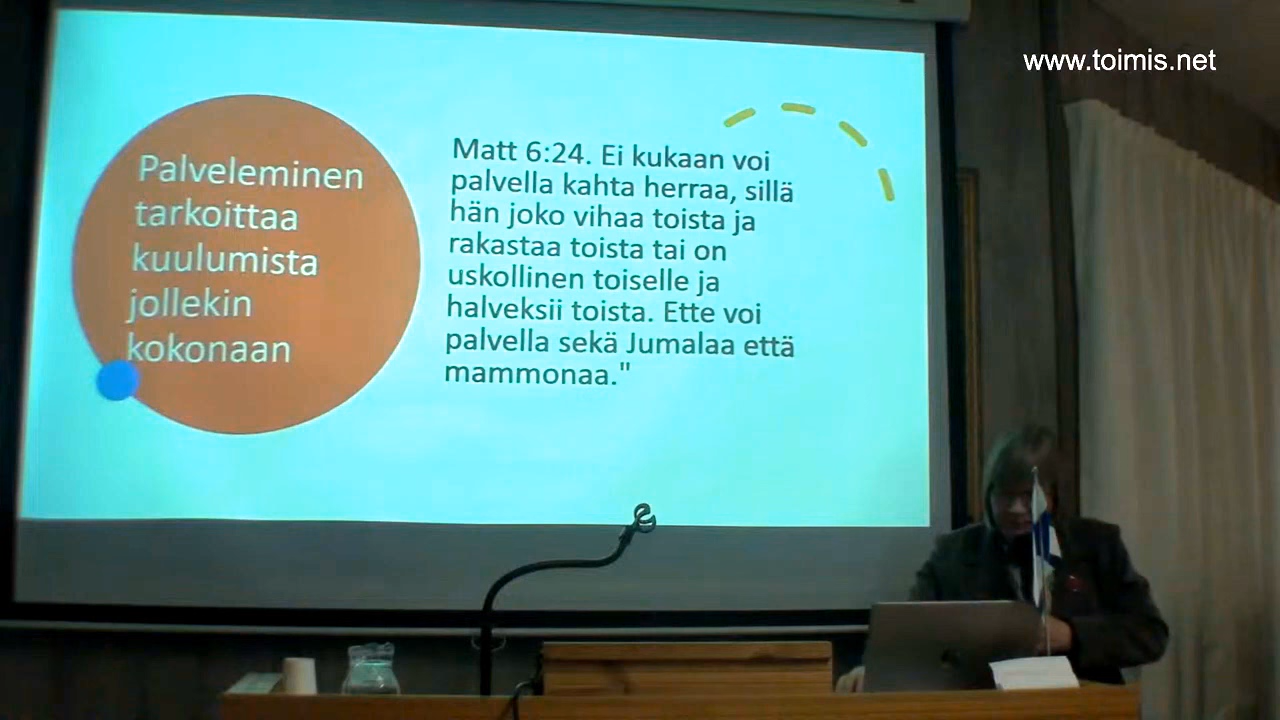 www.toimis.net
Palveleminen
tarkoittaa
kuulumista
jollekin
kokonaan
Matt 6:24. Ei kukaan voi
palvella kahta herraa, sillä
hän joko vihaa toista ja
rakastaa toista tai on
uskollinen toiselle ja
halveksii toista. Ette voi
palvella sekä Jumalaa että
mammonaa."